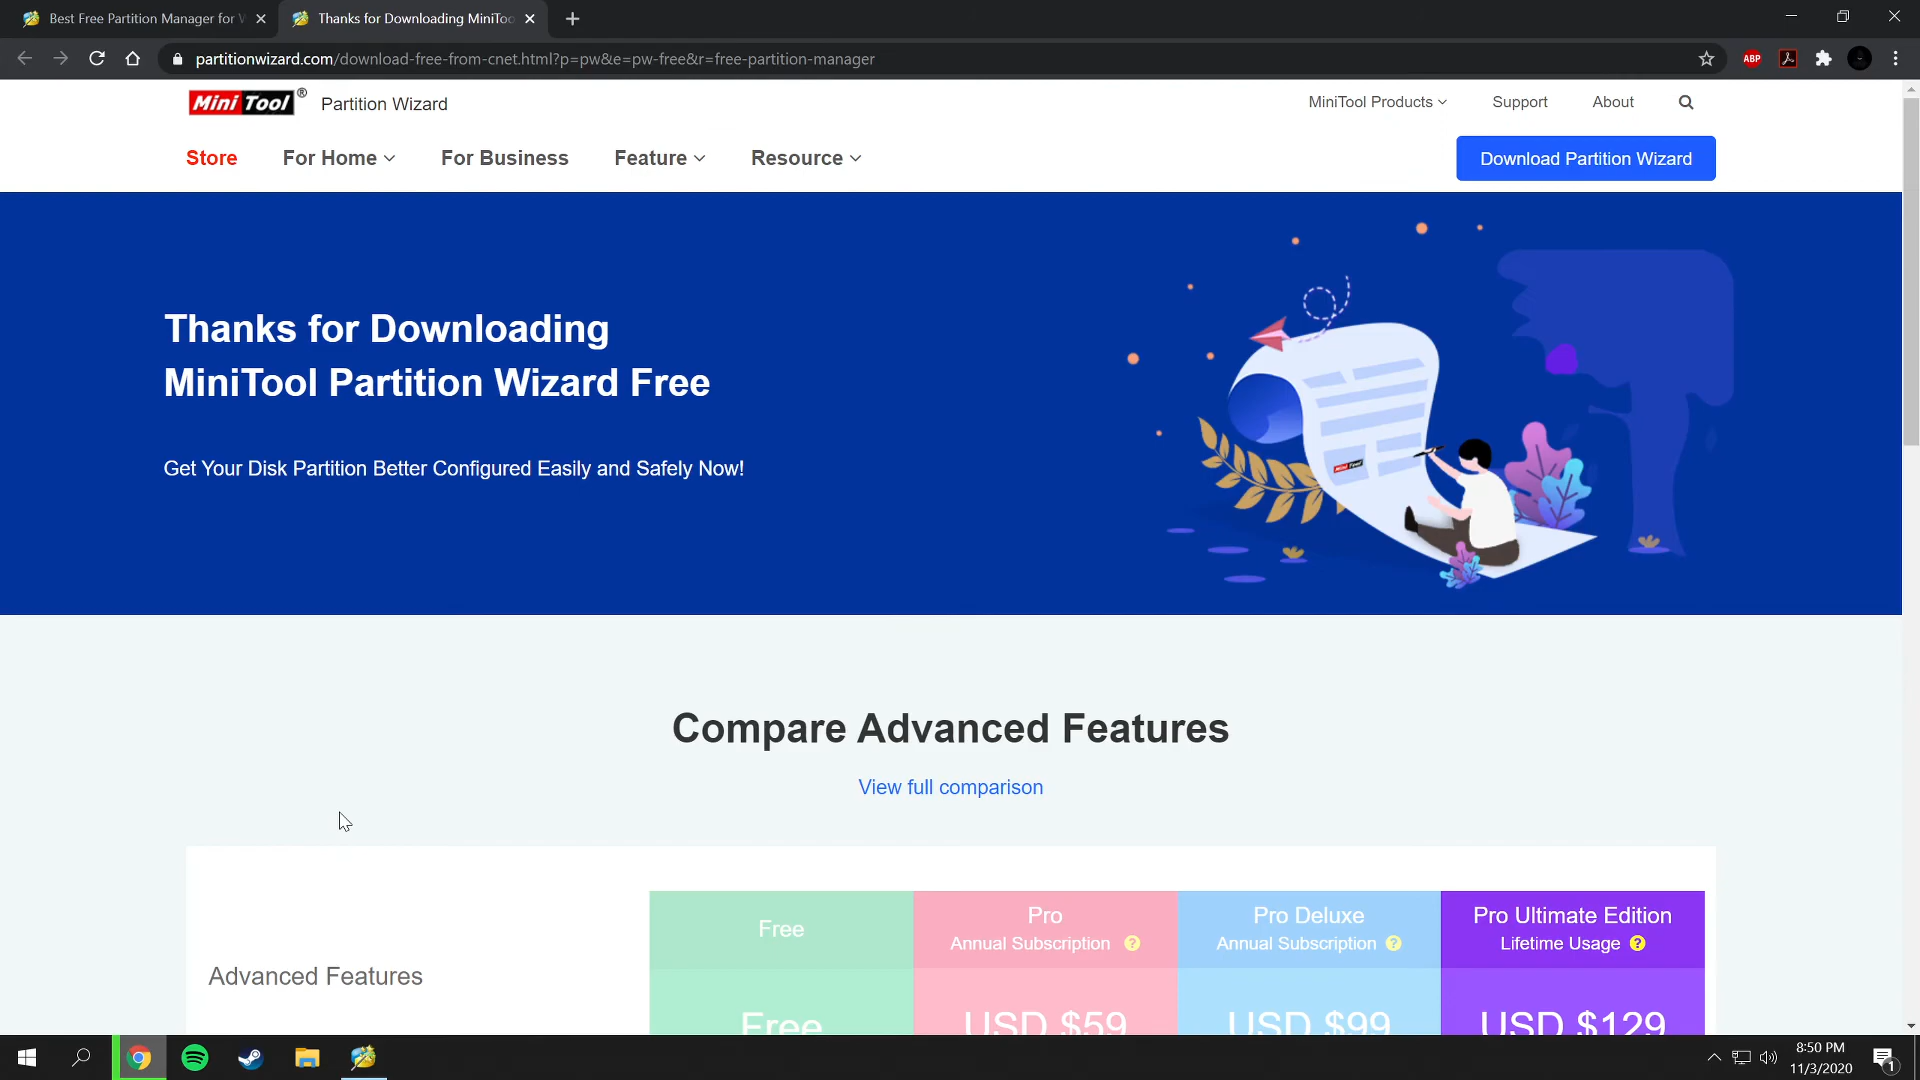 Best Free Partition Manager for W
Thanks for Downloading MiniToo
partitionwizard.com/download-free-from-cnet.html?p=pw&e=pw-free&r=free-partition-manager
ABP
Mini Tool® Partition Wizard
MiniTool Products
Support
About
Store
For Home
For Business
Feature
Resource
Download Partition Wizard
Thanks for Downloading
MiniTool Partition Wizard Free
Get Your Disk Partition Better Configured Easily and Safely Now!
Mini Tool
Compare Advanced Features
View full comparison
Advanced Features
Free
Pro
Annual Subscription ?
Pro Deluxe
Annual Subscription ?
Pro Ultimate Edition
Lifetime Usage ?
Free
USD $59
USD $99
USD $129
8:50 PM
11/3/2020
1